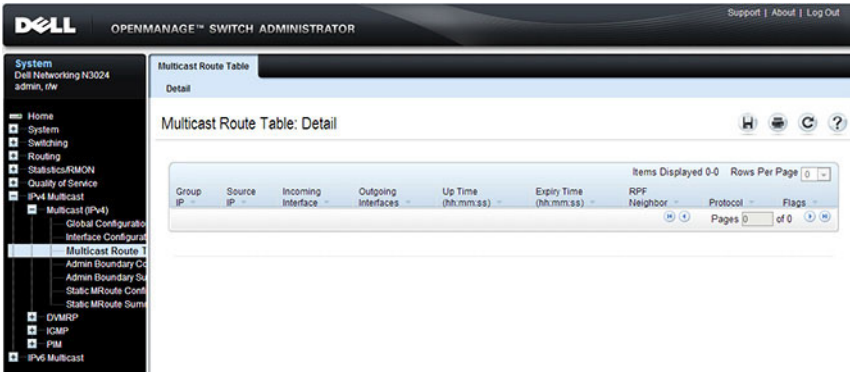 Support | About | Log Out
DELL OPENMANAGE™ SWITCH ADMINISTRATOR
System
Dell Networking N3024
admin, r/w
Home
System
Switching
Routing
Statistics/RMON
Quality of Service
IPv4 Multicast
Multicast (IPv4)
Global Configuratio
Interface Configurat
Multicast Route T
Admin Boundary Co
Admin Boundary Su
Static MRoute Confi
Static MRoute Summ
DVMRP
IGMP
PIM
IPv6 Multicast
Multicast Route Table
Detail
Multicast Route Table: Detail
Items Displayed 0-0 Rows Per Page 0
Group IP Source IP Incoming Interface Outgoing Interfaces Up Time (hh:mm:ss) Expiry Time (hh:mm:ss) RPF Neighbor Protocol Flags
Pages 0 of 0